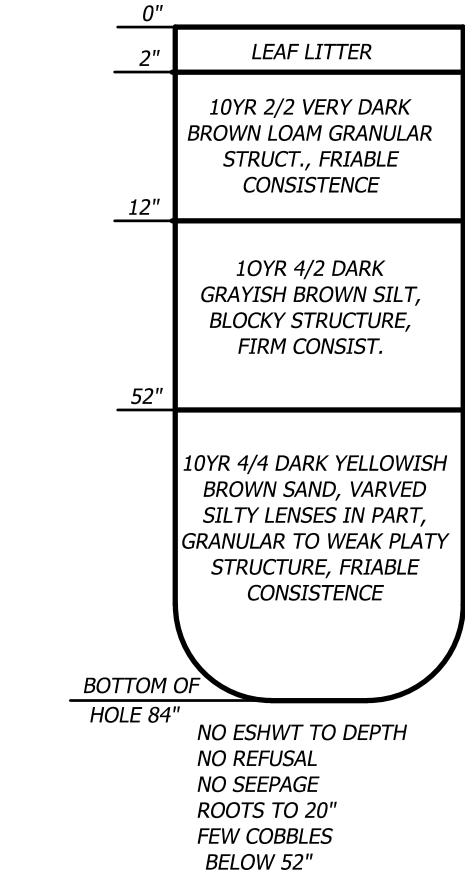 0"
LEAF LITTER
2"
10YR 2/2 VERY DARK
BROWN LOAM GRANULAR
STRUCT., FRIABLE
CONSISTENCE
12"
1OYR 4/2 DARK
GRAYISH BROWN SILT,
BLOCKY STRUCTURE,
FIRM CONSIST.
52"
10YR 4/4 DARK YELLOWISH
BROWN SAND, VARVED
SILTY LENSES IN PART,
GRANULAR TO WEAK PLATY
STRUCTURE, FRIABLE
CONSISTENCE
BOTTOM OF
HOLE 84"
NO ESHWT TO DEPTH
NO REFUSAL
NO SEEPAGE
ROOTS TO 20"
FEW COBBLES
BELOW 52"